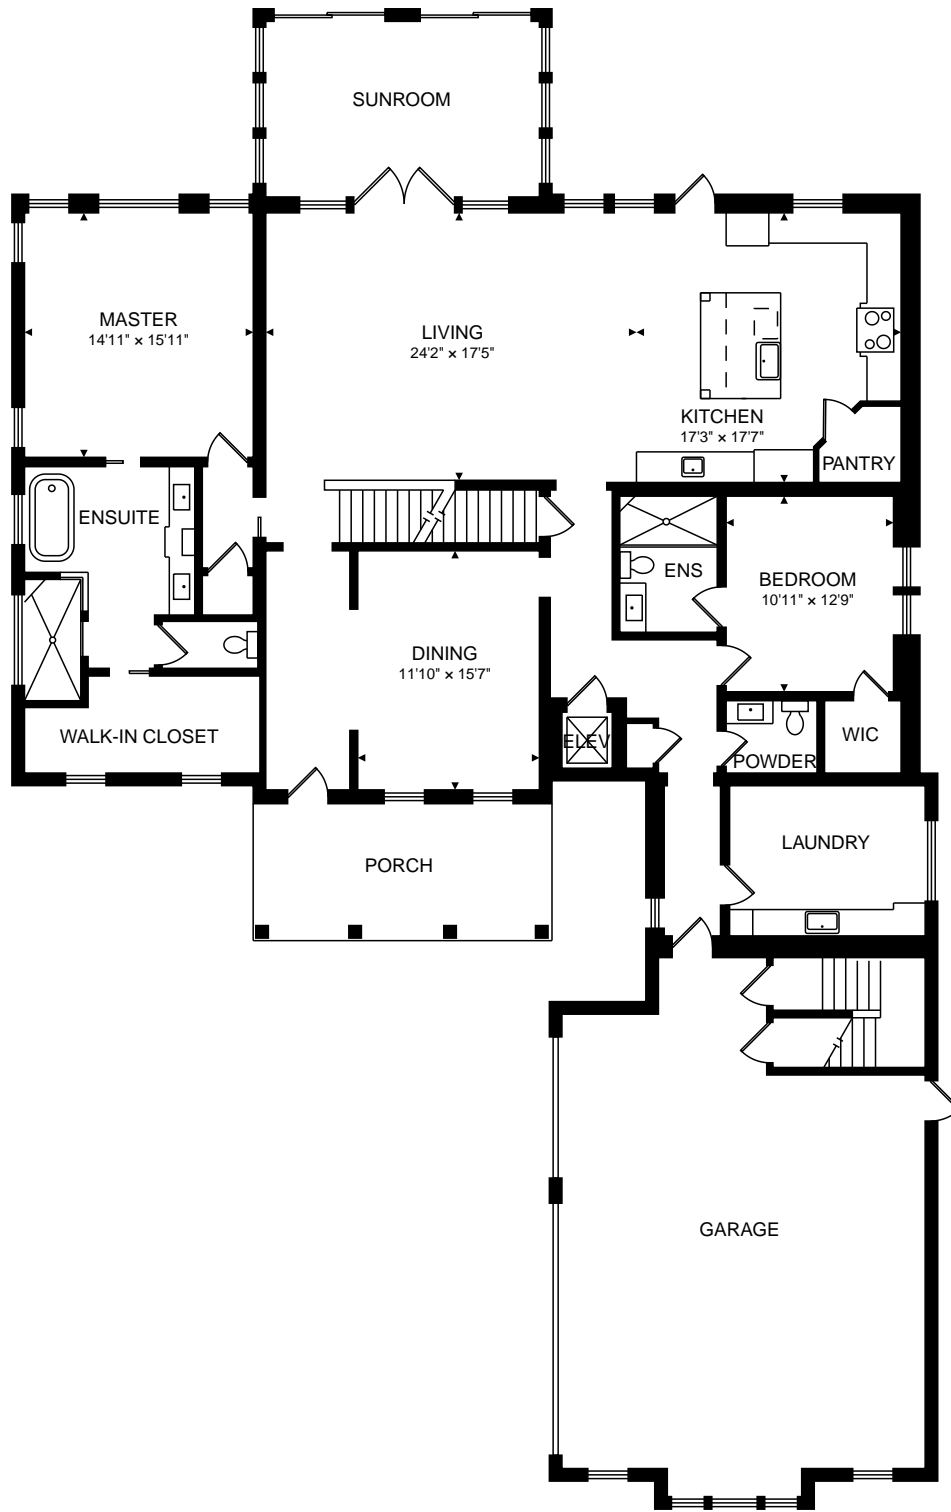 SUNROOM
MASTER
14'11" × 15'11"
LIVING
24'2" × 17'5"
KITCHEN
17'3" × 17'7"
PANTRY
ENSUITE
ENS
BEDROOM
10'11" × 12'9"
DINING
11'10" × 15'7"
WALK-IN CLOSET
ELEV
POWDER
WIC
LAUNDRY
PORCH
GARAGE